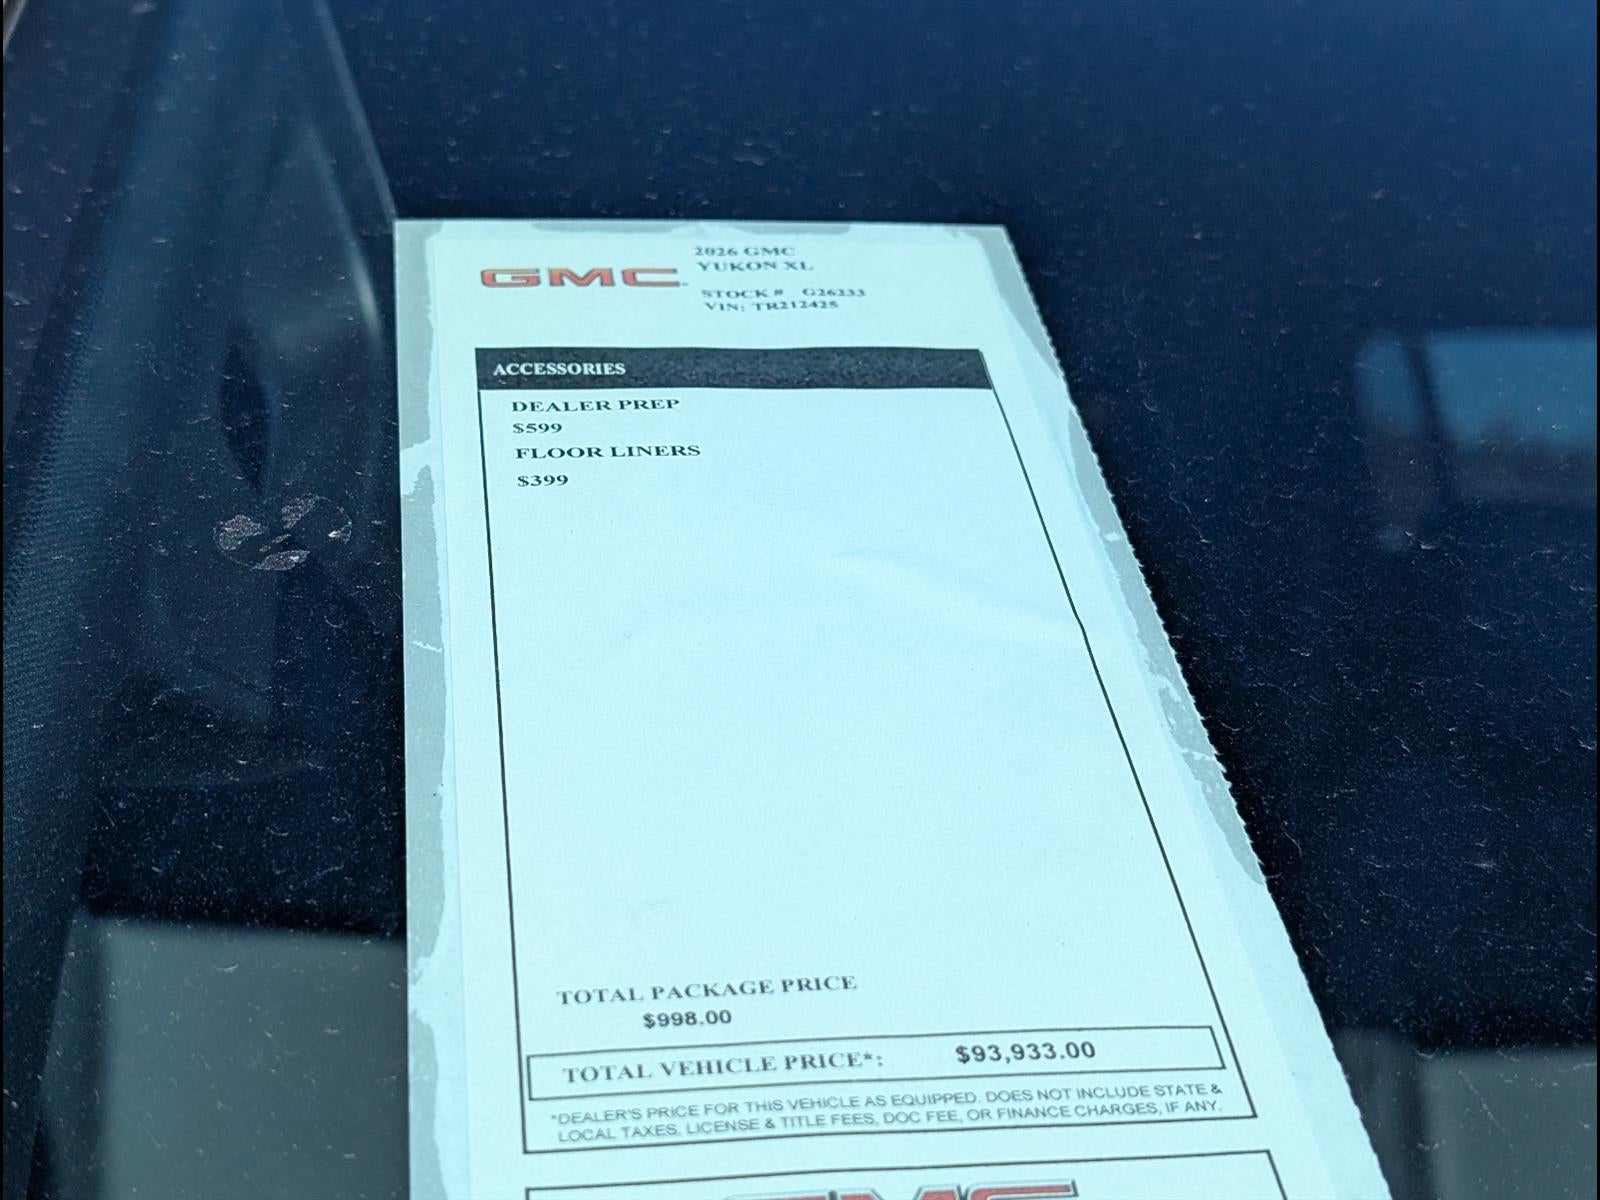 2026 GMC
YUKON XL
GMC
STOCK # G26233
VIN: TR212425
ACCESSORIES
DEALER PREP
$599
FLOOR LINERS
$399
TOTAL PACKAGE PRICE
$998.00
TOTAL VEHICLE PRICE*: $93,933.00
*DEALER'S PRICE FOR THIS VEHICLE AS EQUIPPED. DOES NOT INCLUDE STATE &
LOCAL TAXES, LICENSE & TITLE FEES, DOC FEE, OR FINANCE CHARGES, IF ANY.
GMC